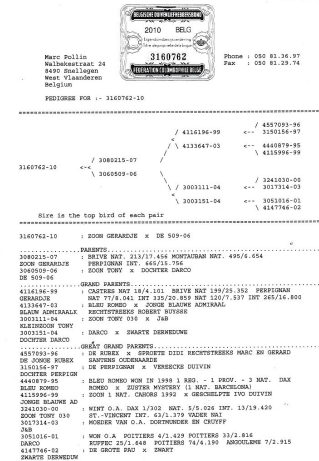 BELGISCHE DUIVENLIEFHEBBERSBOND
2010 BELG
Eigendomsbewijs
3160762
FEDERATION COLOMBOPHILE BELGE
Marc Pollin
Walbekestraat 24
8490 Snellegen
West Vlaanderen
Belgium
Phone : 050 81.36.97
Fax : 050 81.29.74
PEDIGREE FOR :- 3160762-10
/ 4557093-96
/ 4116196-99 <-- 3150156-97
<
/ \ 4133647-03 <-- 4440879-95
/ 3080215-07 / \ 4115996-99
3160762-10 <--<
\ 3060509-06 \ / 3241030-00
\ / 3003111-04 <-- 3017314-03
<
\ 3003151-04 <-- 3051016-01
\ 4147746-02
Sire is the top bird of each pair
3160762-10 : ZOON GERARDJE x DE 509-06
PARENTS
3080215-07 : BRIVE NAT. 213/17.456 MONTAUBAN NAT. 495/6.654
ZOON GERARDJE PERPIGNAN INT. 665/15.756
3060509-06 : ZOON TONY x DOCHTER DARCO
DE 509-06
GRAND PARENTS
4116196-99 : CASTRES NAT 18/4.101 BRIVE NAT 199/25.352 PERPIGNAN
GERARDJE NAT 77/8.041 INT 335/20.859 NAT 120/7.537 INT 265/16.800
4133647-03 : BLEU ROMEO x JONGE BLAUWE ADMIRAAL
BLAUW ADMIRAALK RECHTSTREEKS ROBERT BUYSSE
3003111-04 : ZOON TONY 030 x J&B
KLEINZOON TONY
3003151-04 : DARCO x ZWARTE DERWEDUWE
DOCHTER DARCO
GREAT GRAND PARENTS
4557093-96 : DE RUBEX x SPROETE DIDI RECHTSTREEKS MARC EN GERARD
DE JONGE RUBEX SANTENS OUDENAARDE
3150156-97 : DE PERPIGNAN x VEREECKE DUIVIN
DOCHTER PEPPIGN
4440879-95 : BLEU ROMEO WON IN 1998 1 REG. - 1 PROV. - 3 NAT. DAX
BLEU ROMEO ROMEO x ZUSTER MYSTERY (1 NAT. BARCELONA)
4115996-99 : ZOON 1 NAT. CAHORS 1992 x GESCHELPTE IVO DUIVIN
JONGE BLAUWE AD
3241030-00 : WINT O.A. DAX 1/302 NAT. 5/5.026 INT. 13/19.420
ZOON TONY 030 ST.-VINCENT INT. 63/1.379 VEAU NAI
3017314-03 : MOEDER VAN O.A. DORTMUNDER EN CRUYFF
J&B
3051016-01 : WON O.A POITIERS 4/1.429 POITIERS 33/2.816
DARCO RUFFEC 25/1.648 POITIERS 74/4.190 ANGOULEME 7/2.915
4147746-02 : DE GROTE PAU x ZWART
ZWARTE DERWEDUW